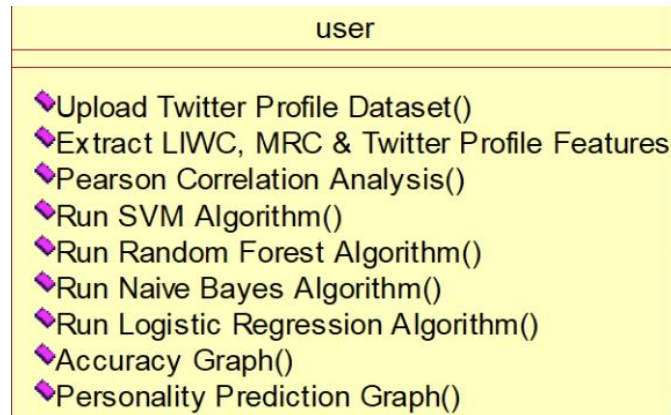 user
Upload Twitter Profile Dataset()
Extract LIWC, MRC & Twitter Profile Features
Pearson Correlation Analysis()
Run SVM Algorithm()
Run Random Forest Algorithm()
Run Naive Bayes Algorithm()
Run Logistic Regression Algorithm()
Accuracy Graph()
Personality Prediction Graph()